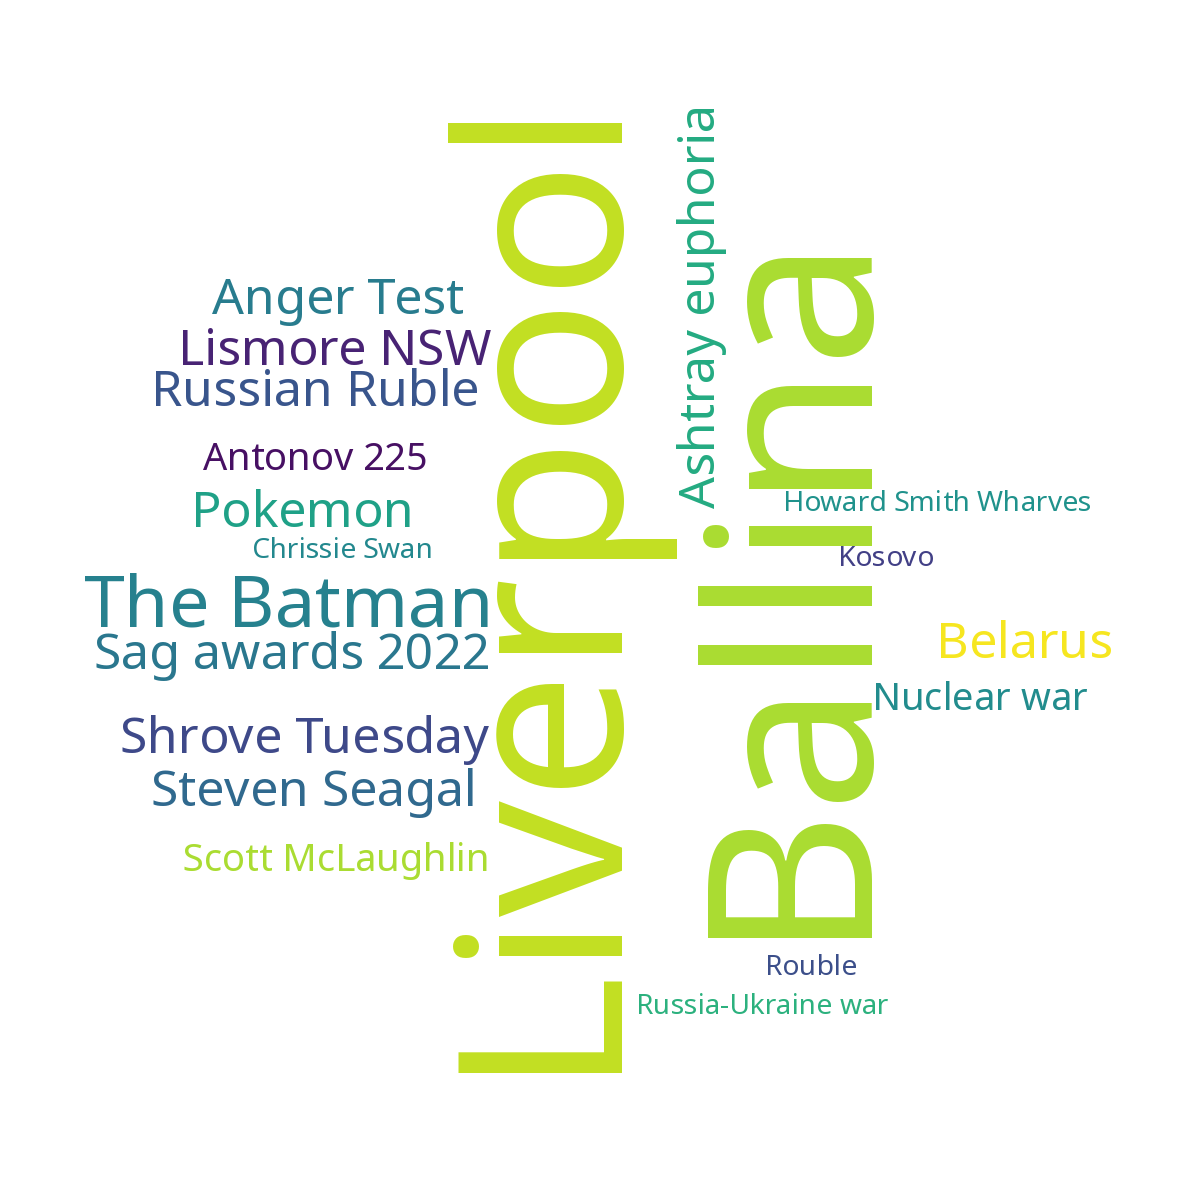 Liverpool
Ballina
Ashtray euphoria
Anger Test
Lismore NSW
Russian Ruble
Antonov 225
Pokemon
Chrissie Swan
The Batman
Sag awards 2022
Shrove Tuesday
Steven Seagal
Scott McLaughlin
Howard Smith Wharves
Kosovo
Belarus
Nuclear war
Rouble
Russia-Ukraine war